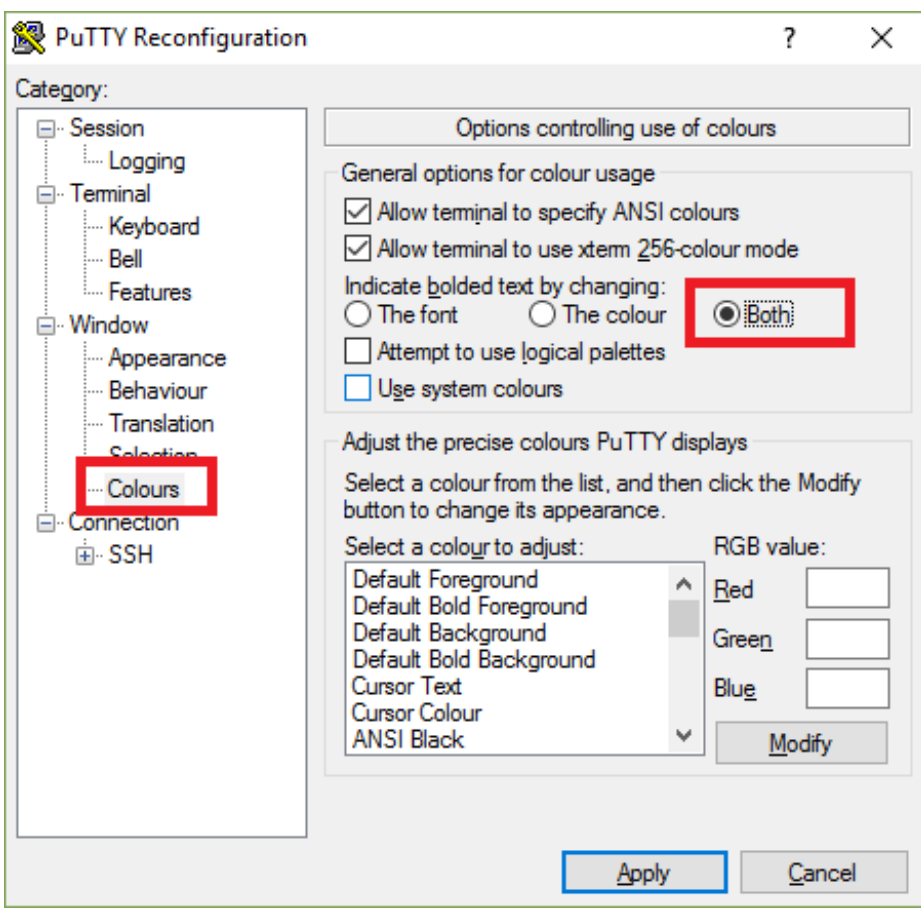 PuTTY Reconfiguration ? ×
Category:
Session
Logging
Terminal
Keyboard
Bell
Features
Window
Appearance
Behaviour
Translation
Selection
Colours
Connection
SSH
Options controlling use of colours
General options for colour usage
Allow terminal to specify ANSI colours
Allow terminal to use xterm 256-colour mode
Indicate bolded text by changing:
The font The colour Both
Attempt to use logical palettes
Use system colours
Adjust the precise colours PuTTY displays
Select a colour from the list, and then click the Modify
button to change its appearance.
Select a colour to adjust: RGB value:
Default Foreground
Default Bold Foreground
Default Background
Default Bold Background
Cursor Text
Cursor Colour
ANSI Black
Red
Green
Blue
Modify
Apply Cancel